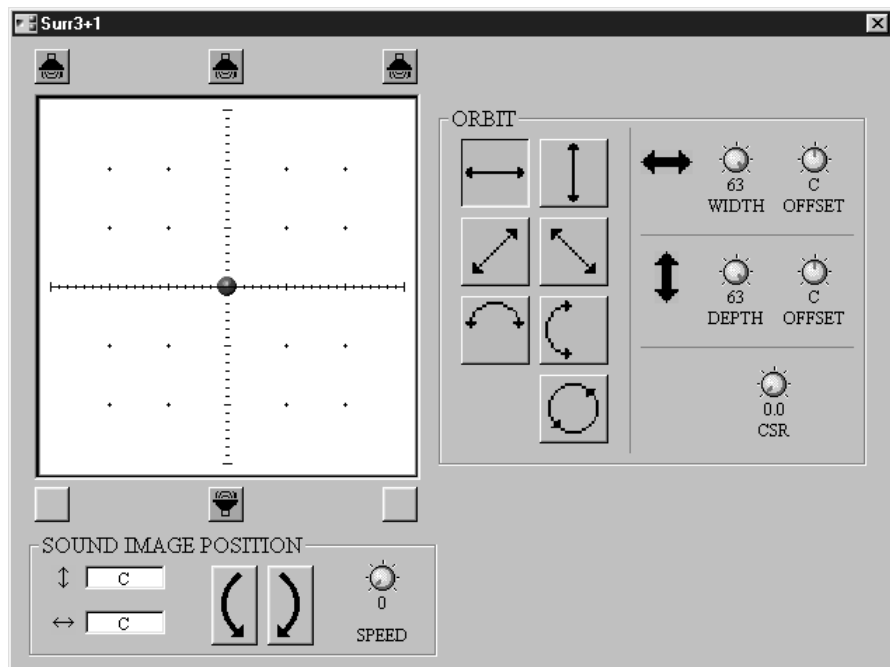 Surr3+1
ORBIT
63
WIDTH
C
OFFSET
63
DEPTH
C
OFFSET
0.0
CSR
SOUND IMAGE POSITION
C
C
0
SPEED